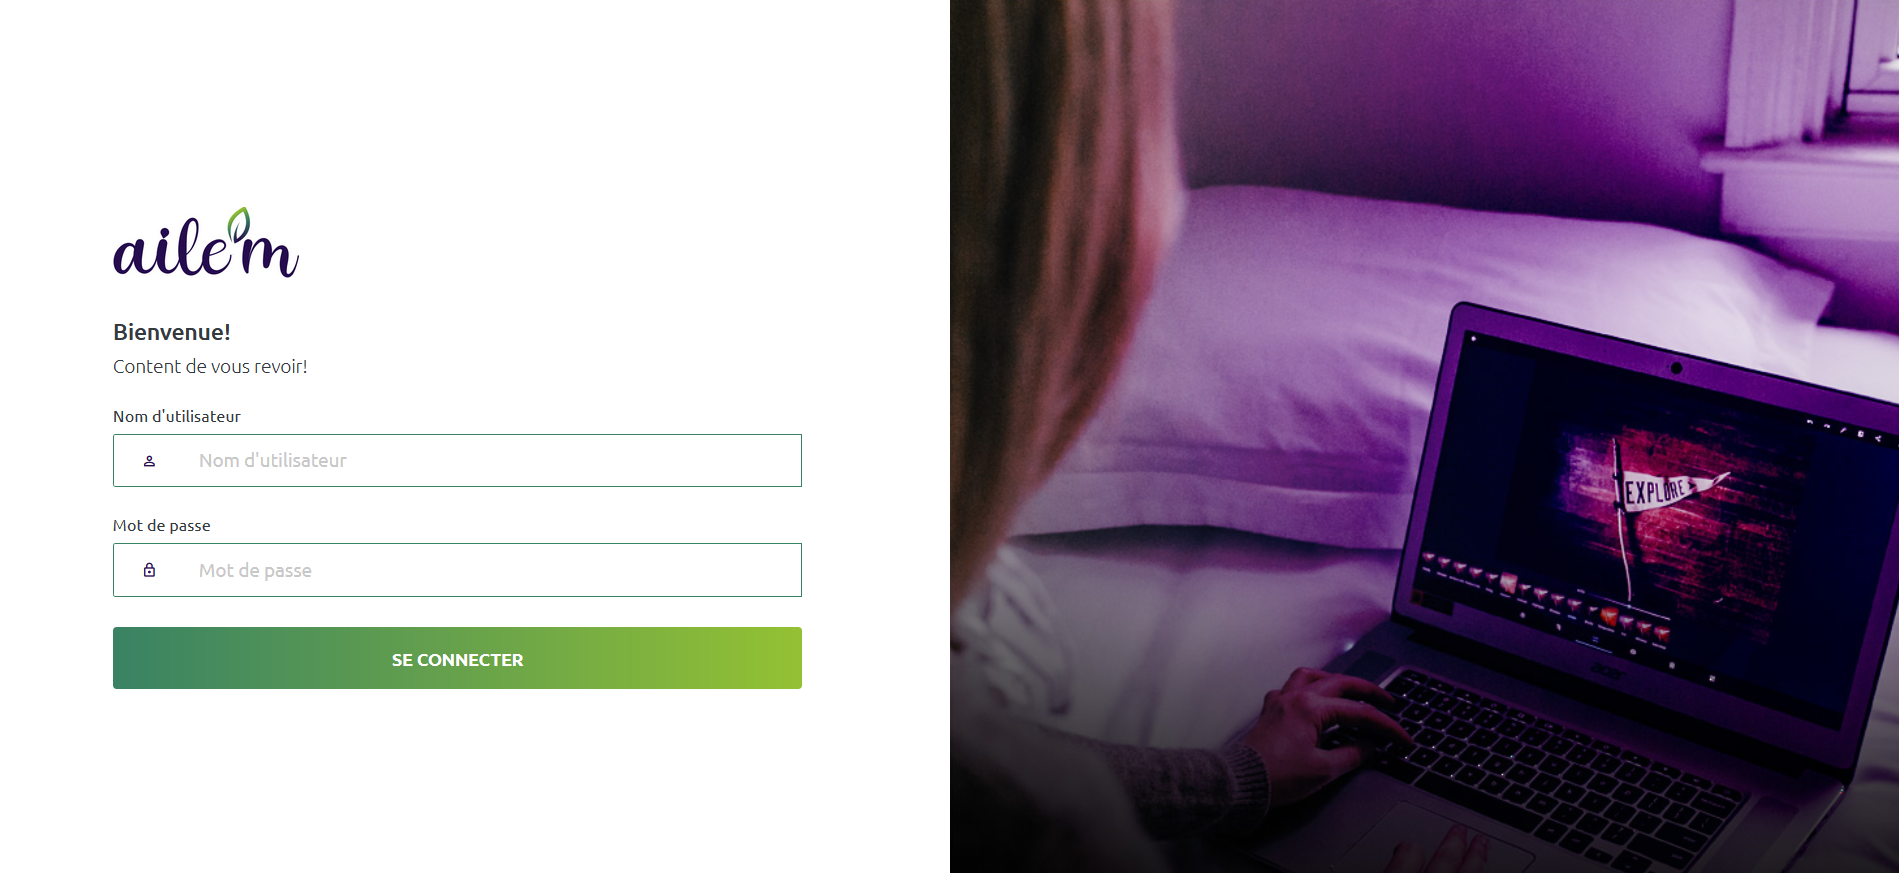 aile'm
Bienvenue!
Content de vous revoir!
Nom d'utilisateur
Nom d'utilisateur
Mot de passe
Mot de passe
SE CONNECTER
EXPLORE
acer